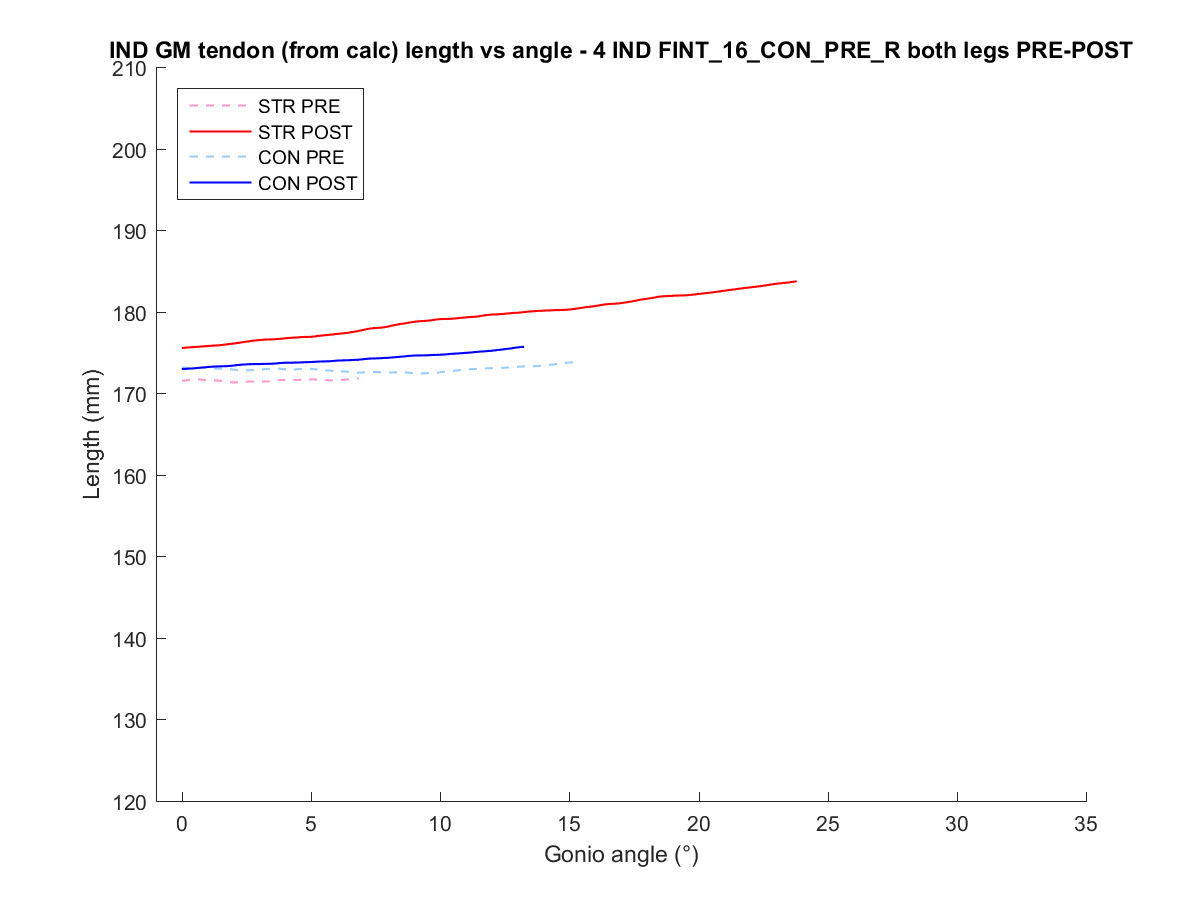 IND GM tendon (from calc) length vs angle - 4 IND FINT_16_CON_PRE_R both legs PRE-POST
210
200
190
180
170
160
150
140
130
120
STR PRE
STR POST
CON PRE
CON POST
Length (mm)
0 5 10 15 20 25 30 35
Gonio angle (°)